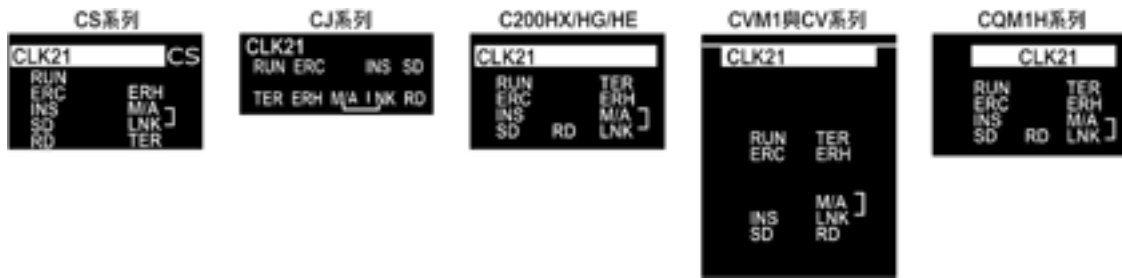 CS系列
CLK21 CS
RUN
ERC ERH
INS M/A
SD LNK
RD TER
CJ系列
CLK21
RUN ERC INS SD
TER ERH M/A LNK RD
C200HX/HG/HE
CLK21
RUN TER
ERC ERH
INS M/A
SD RD LNK
CVM1與CV系列
CLK21
RUN TER
ERC ERH
M/A
INS LNK
SD RD
CQM1H系列
CLK21
RUN TER
ERC ERH
INS M/A
SD RD LNK